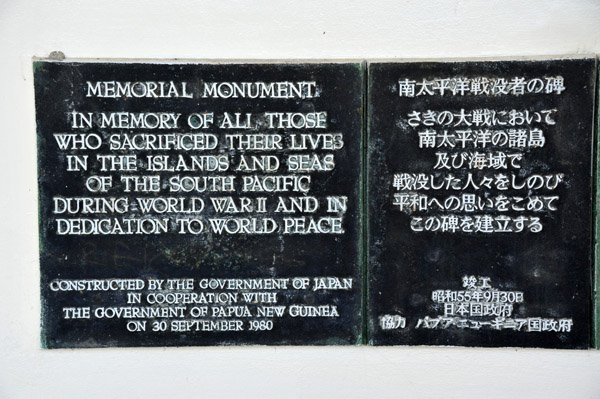 MEMORIAL MONUMENT
IN MEMORY OF ALL THOSE
WHO SACRIFICED THEIR LIVES
IN THE ISLANDS AND SEAS
OF THE SOUTH PACIFIC
DURING WORLD WAR II AND IN
DEDICATION TO WORLD PEACE.
CONSTRUCTED BY THE GOVERNMENT OF JAPAN
IN COOPERATION WITH
THE GOVERNMENT OF PAPUA NEW GUINEA
ON 30 SEPTEMBER 1980
南太平洋戦没者の碑
さきの大戦において
南太平洋の諸島
及び海域で
戦没した人々をしのび
平和への思いをこめて
この碑を建立する
竣工
昭和55年9月30日
日本国政府
協力 パプアニューギニア国政府